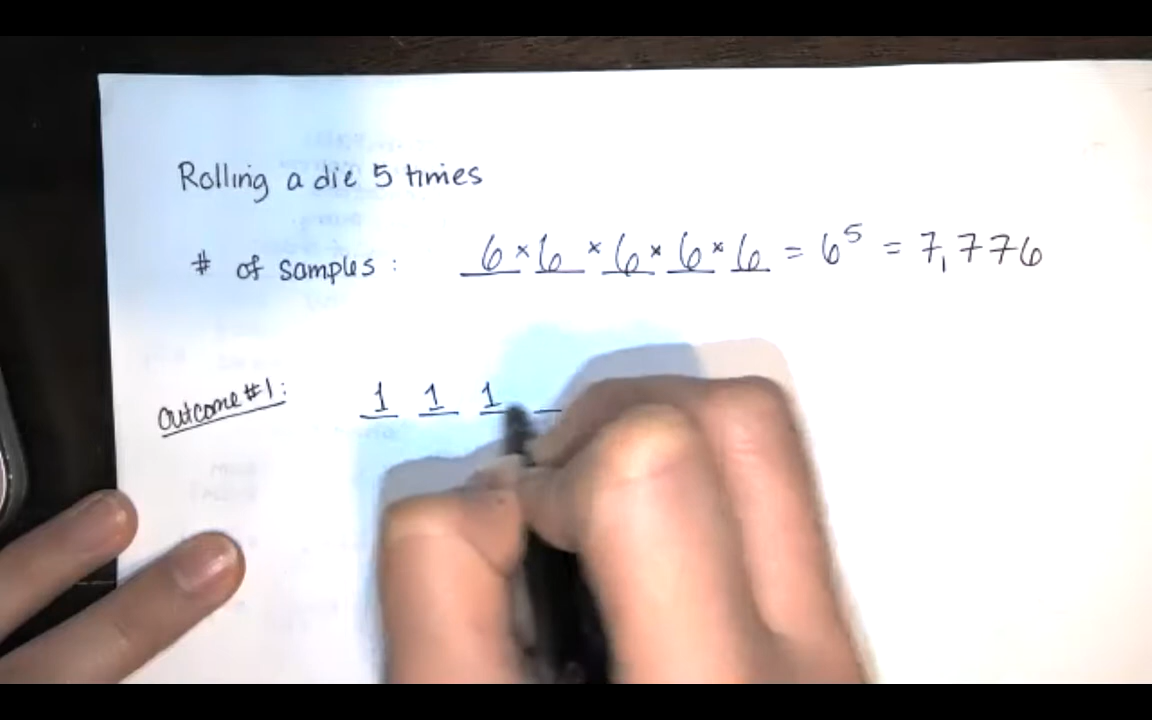 Rolling a die 5 times
# of samples : 6 × 6 × 6 × 6 × 6 = 6⁵ = 7,776
Outcome #1: 1 1 1